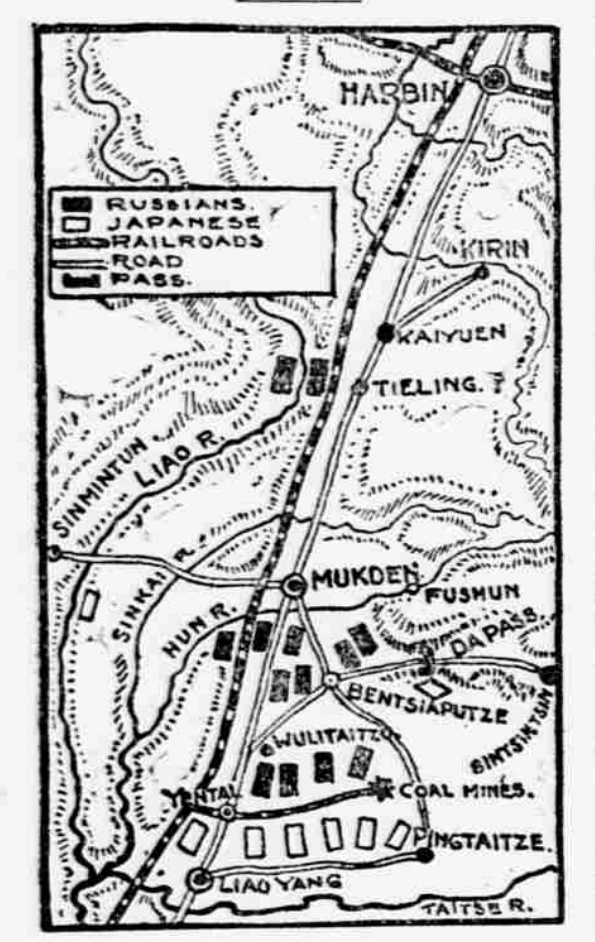 HARBIN
RUSSIANS.
JAPANESE
RAILROADS
ROAD
PASS.
KIRIN
KAIYUEN
TIELING.
SINMINTUN
LIAO R.
SINKAI R.
HUN R.
MUKDEN
FUSHUN
DA PASS.
BENTSIAPUTZE
SINTSINTSIN
WULITAITZU
YENTAI
COAL MINES.
PINGTAITZE.
LIAO YANG
TAITSE R.